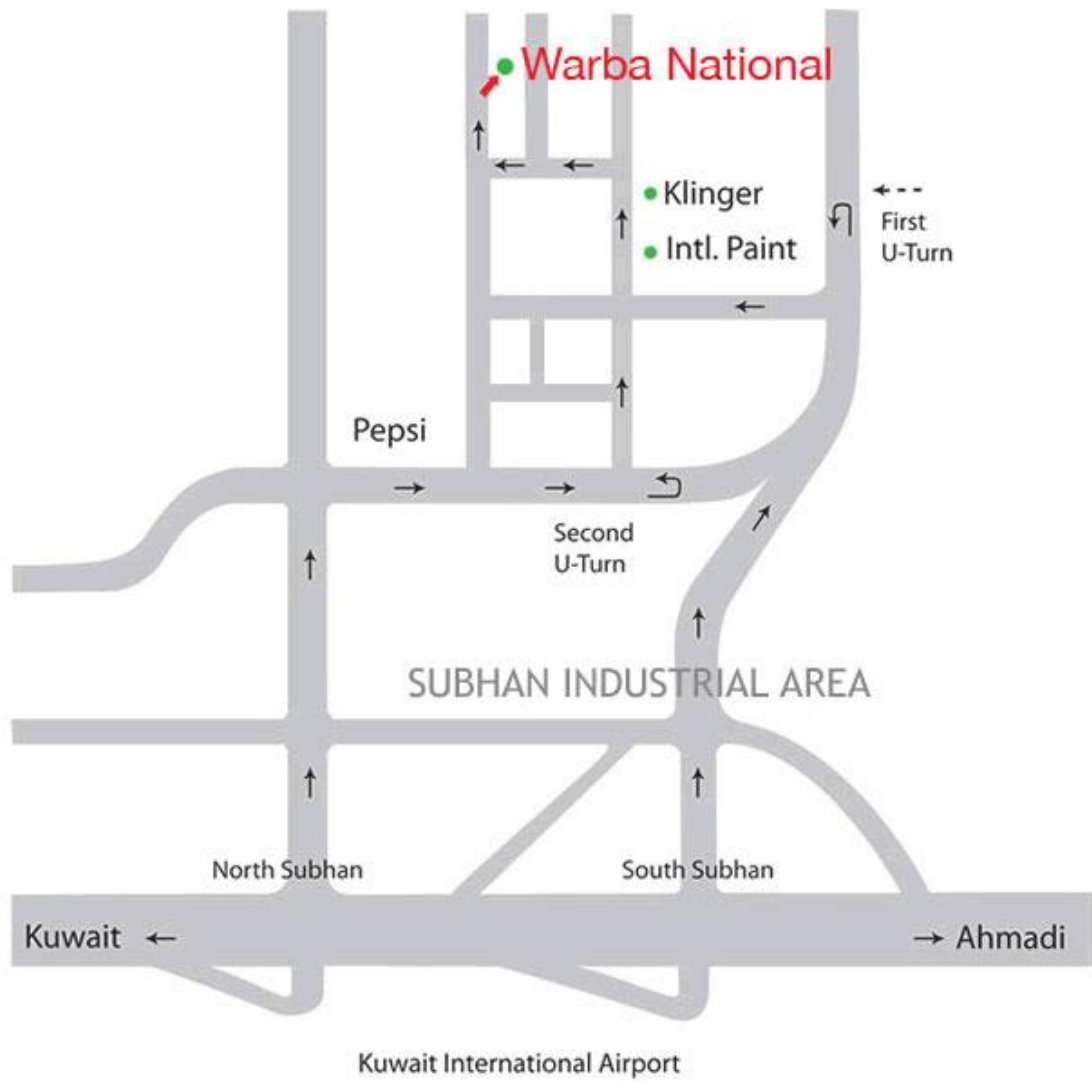 Warba National
Klinger
First
U-Turn
Intl. Paint
Pepsi
Second
U-Turn
SUBHAN INDUSTRIAL AREA
North Subhan
South Subhan
Kuwait
Ahmadi
Kuwait International Airport